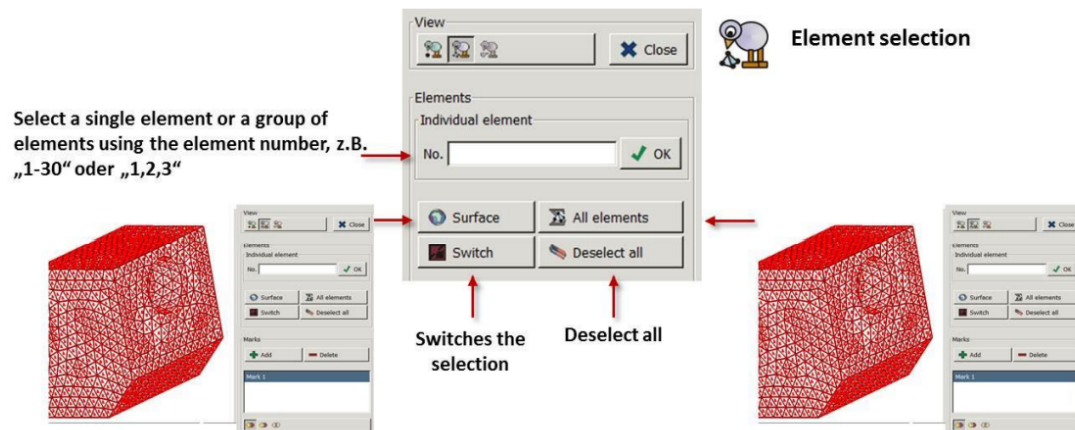 View
Close
Element selection
Elements
Individual element
No.
OK
Select a single element or a group of
elements using the element number, z.B.
„1-30“ oder „1,2,3“
Surface
All elements
Switch
Deselect all
Switches the
selection
Deselect all
View
Close
Elements
Individual element
No.
OK
Surface
All elements
Switch
Deselect all
Marks
Add
Delete
Mark 1
View
Close
Elements
Individual element
No.
OK
Surface
All elements
Switch
Deselect all
Marks
Add
Delete
Mark 1